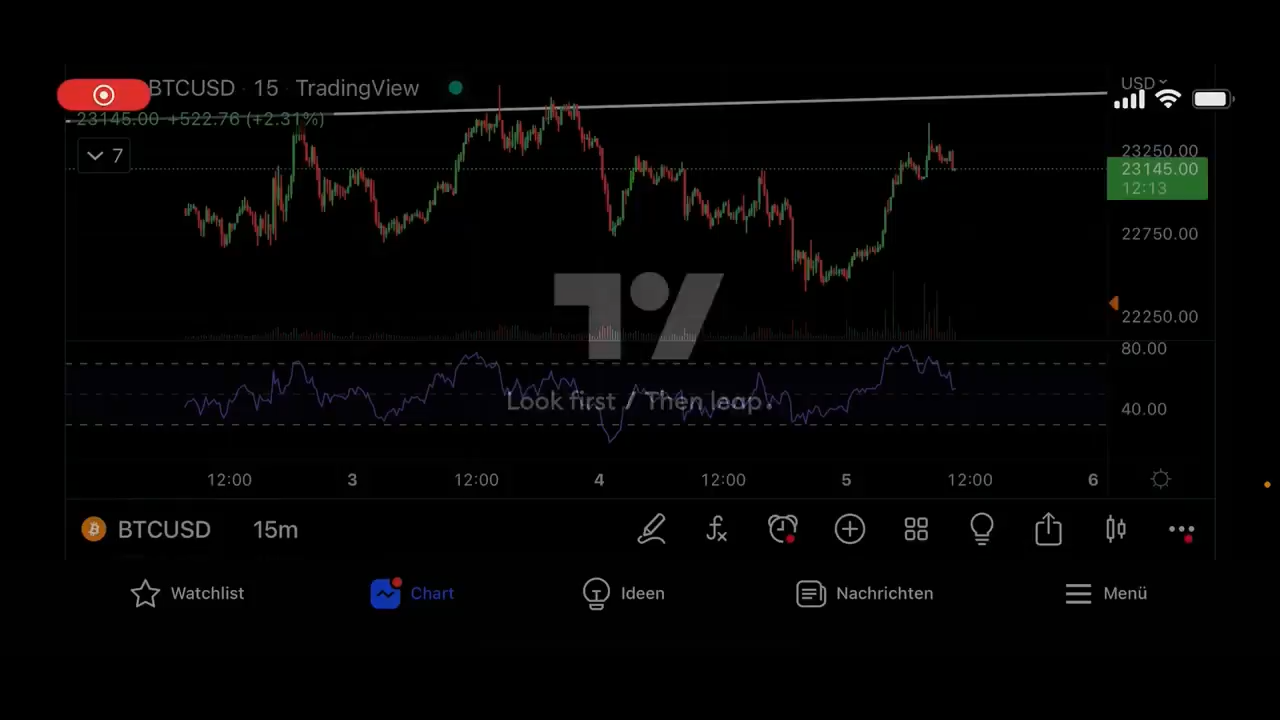 BTCUSD · 15 · TradingView
USD
23145.00 +522.76 (+2.31%)
7
23250.00
23145.00
12:13
22750.00
22250.00
80.00
Look first / Then leap.
40.00
12:00 3 12:00 4 12:00 5 12:00 6
BTCUSD 15m
Watchlist Chart Ideen Nachrichten Menü